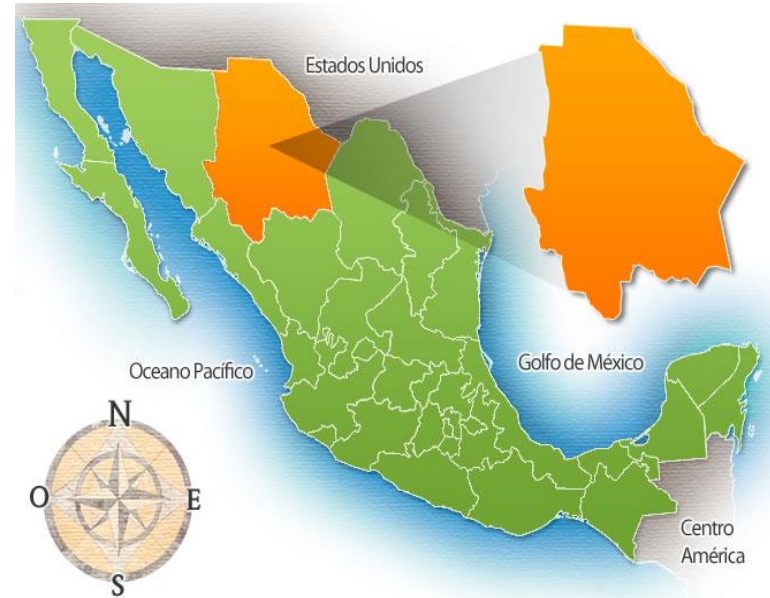 Estados Unidos
Oceano Pacífico
Golfo de México
N
O
E
S
Centro
América